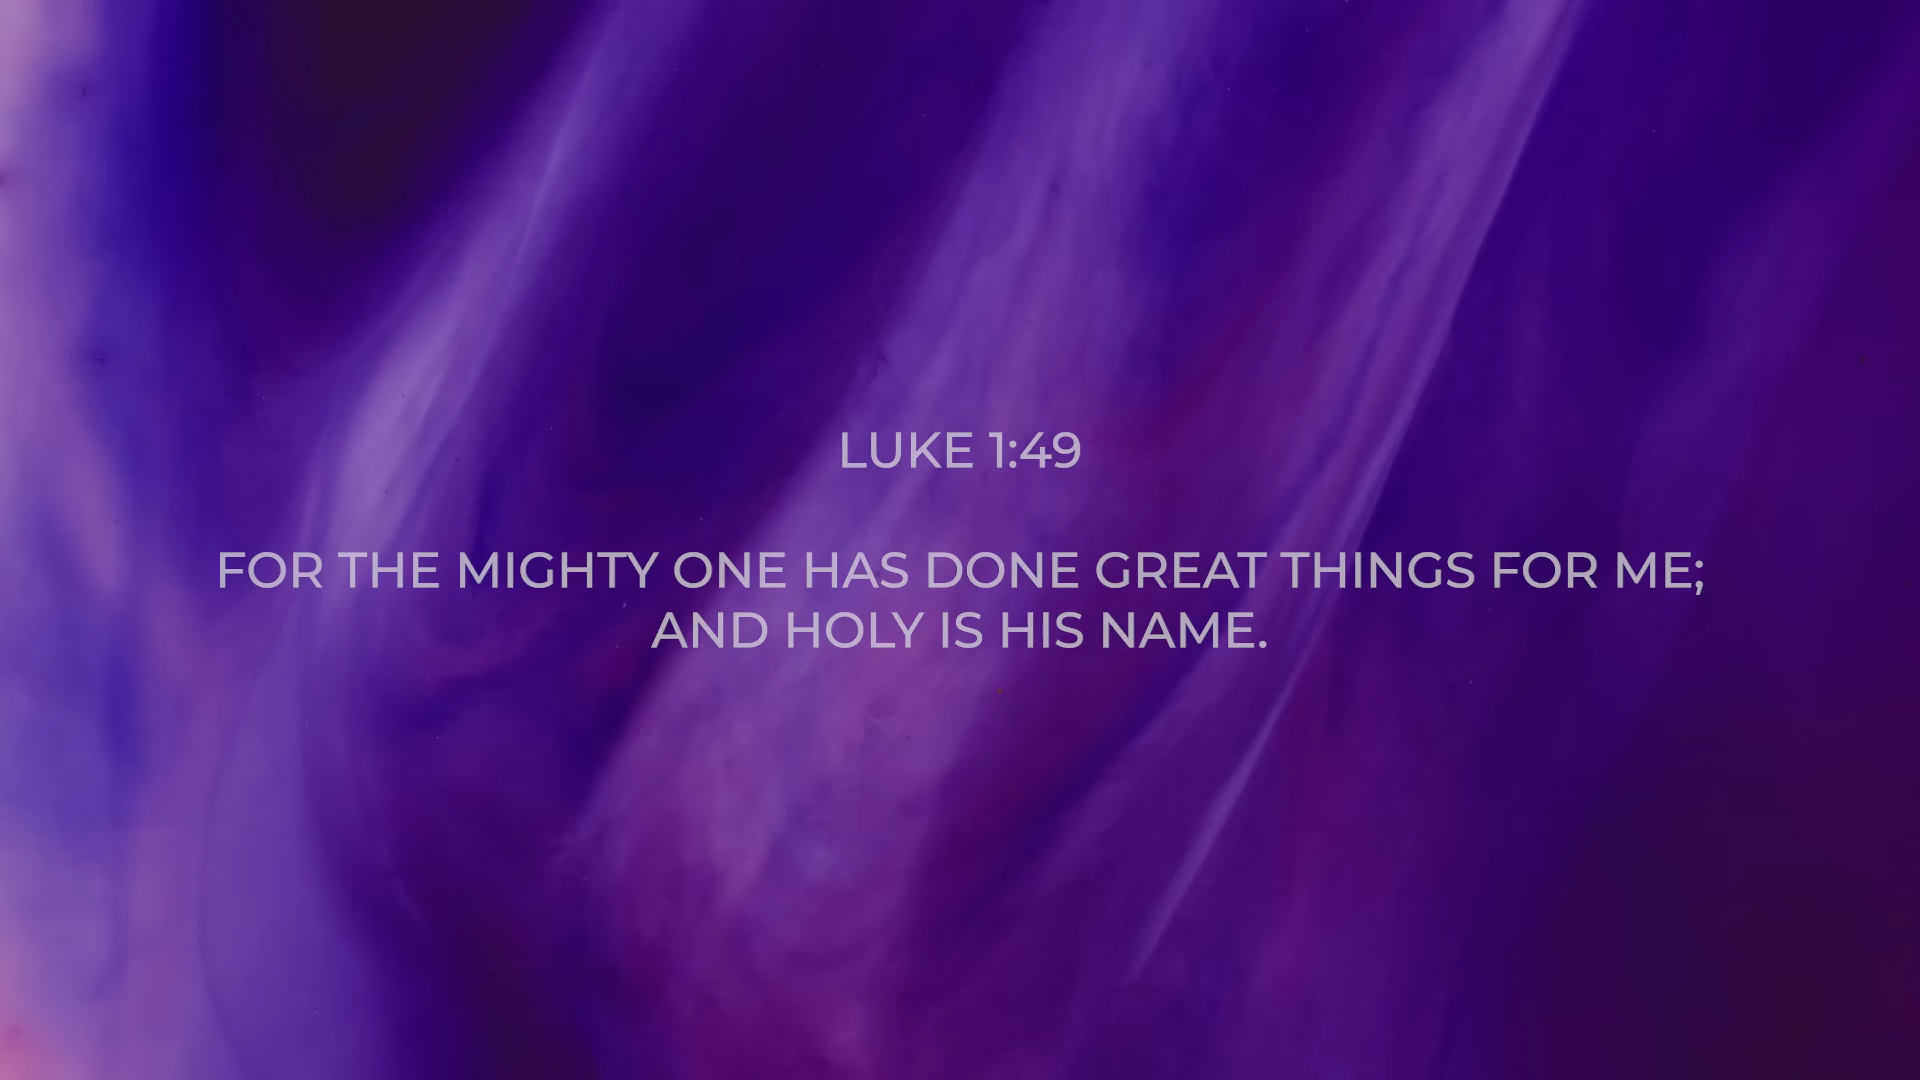 LUKE 1:49
FOR THE MIGHTY ONE HAS DONE GREAT THINGS FOR ME;
AND HOLY IS HIS NAME.